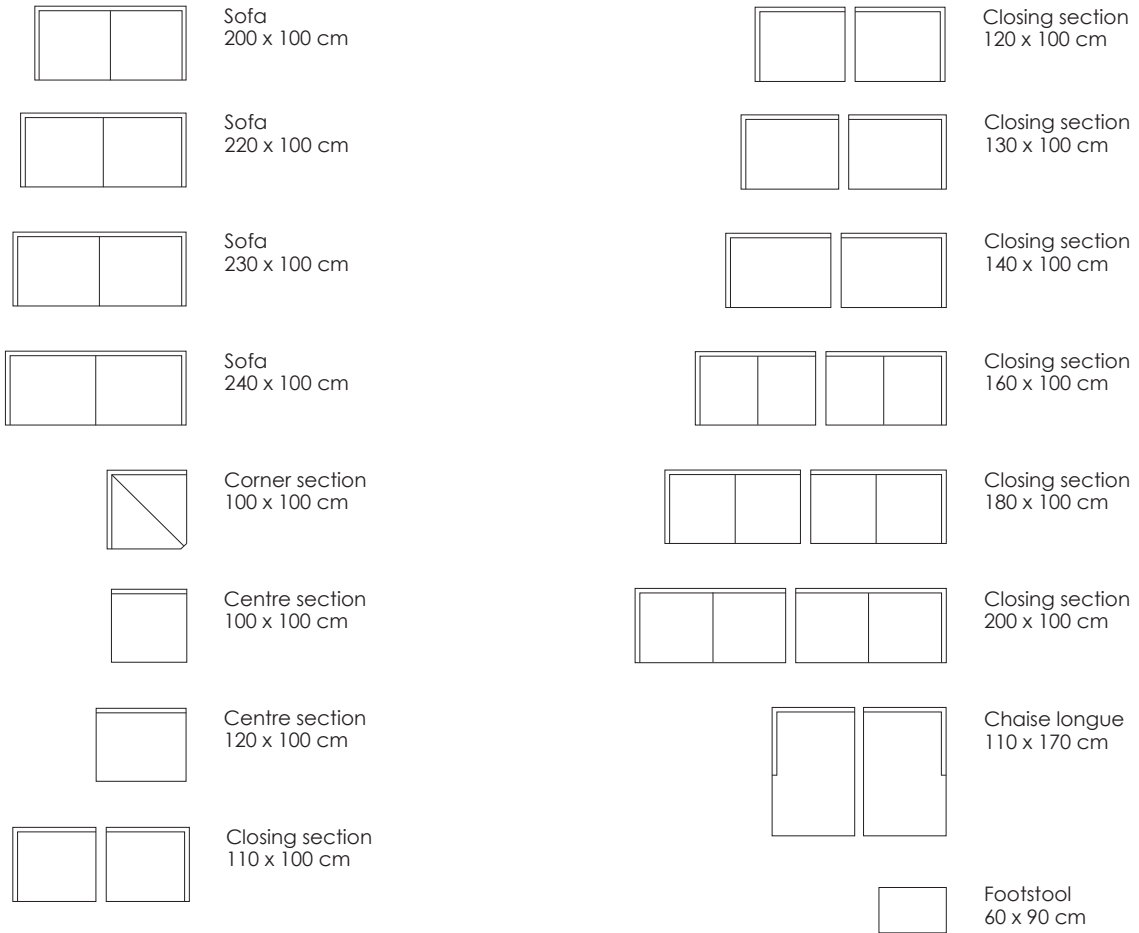 Sofa
200 x 100 cm
Sofa
220 x 100 cm
Sofa
230 x 100 cm
Sofa
240 x 100 cm
Corner section
100 x 100 cm
Centre section
100 x 100 cm
Centre section
120 x 100 cm
Closing section
110 x 100 cm
Closing section
120 x 100 cm
Closing section
130 x 100 cm
Closing section
140 x 100 cm
Closing section
160 x 100 cm
Closing section
180 x 100 cm
Closing section
200 x 100 cm
Chaise longue
110 x 170 cm
Footstool
60 x 90 cm